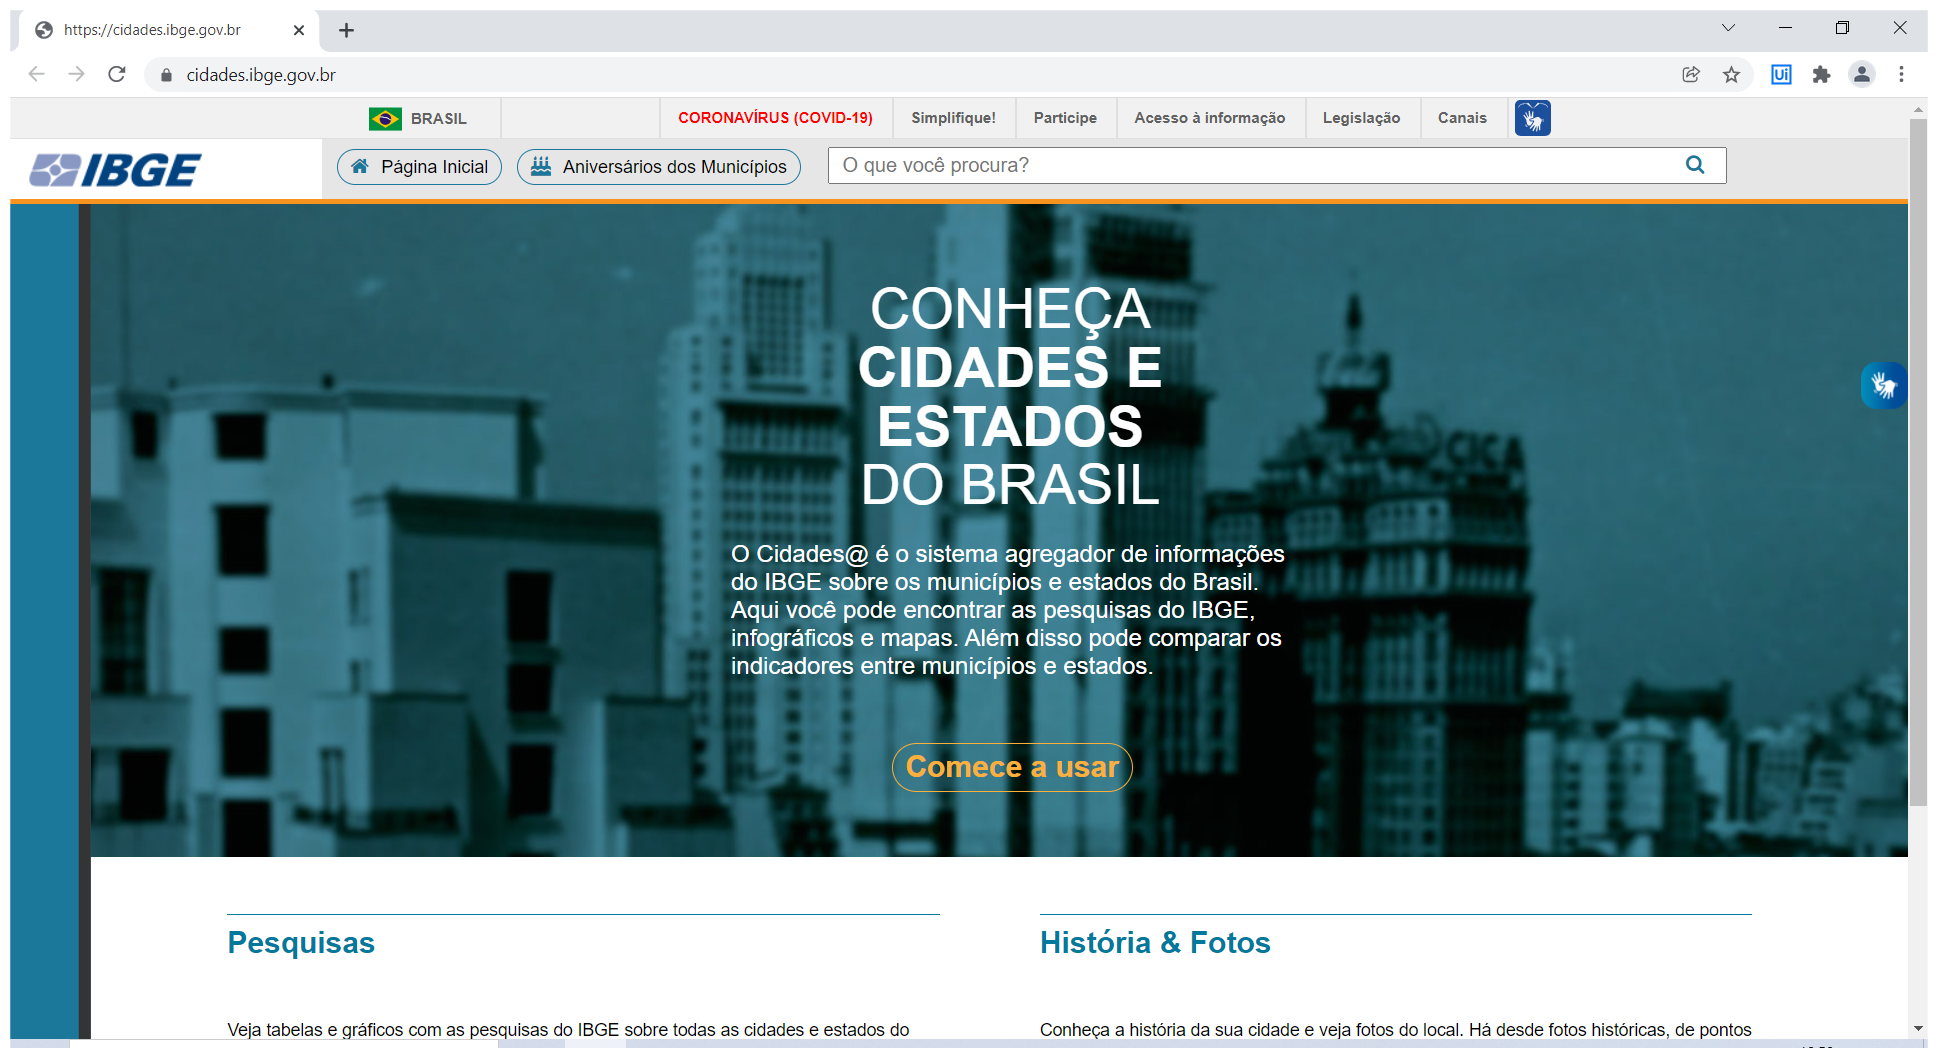 https://cidades.ibge.gov.br
cidades.ibge.gov.br
BRASIL
CORONAVÍRUS (COVID-19)
Simplifique!
Participe
Acesso à informação
Legislação
Canais
IBGE
Página Inicial
Aniversários dos Municípios
O que você procura?
CONHEÇA
CIDADES E
ESTADOS
DO BRASIL
CICA
O Cidades@ é o sistema agregador de informações
do IBGE sobre os municípios e estados do Brasil.
Aqui você pode encontrar as pesquisas do IBGE,
infográficos e mapas. Além disso pode comparar os
indicadores entre municípios e estados.
Comece a usar
Pesquisas
Veja tabelas e gráficos com as pesquisas do IBGE sobre todas as cidades e estados do
História & Fotos
Conheça a história da sua cidade e veja fotos do local. Há desde fotos históricas, de pontos